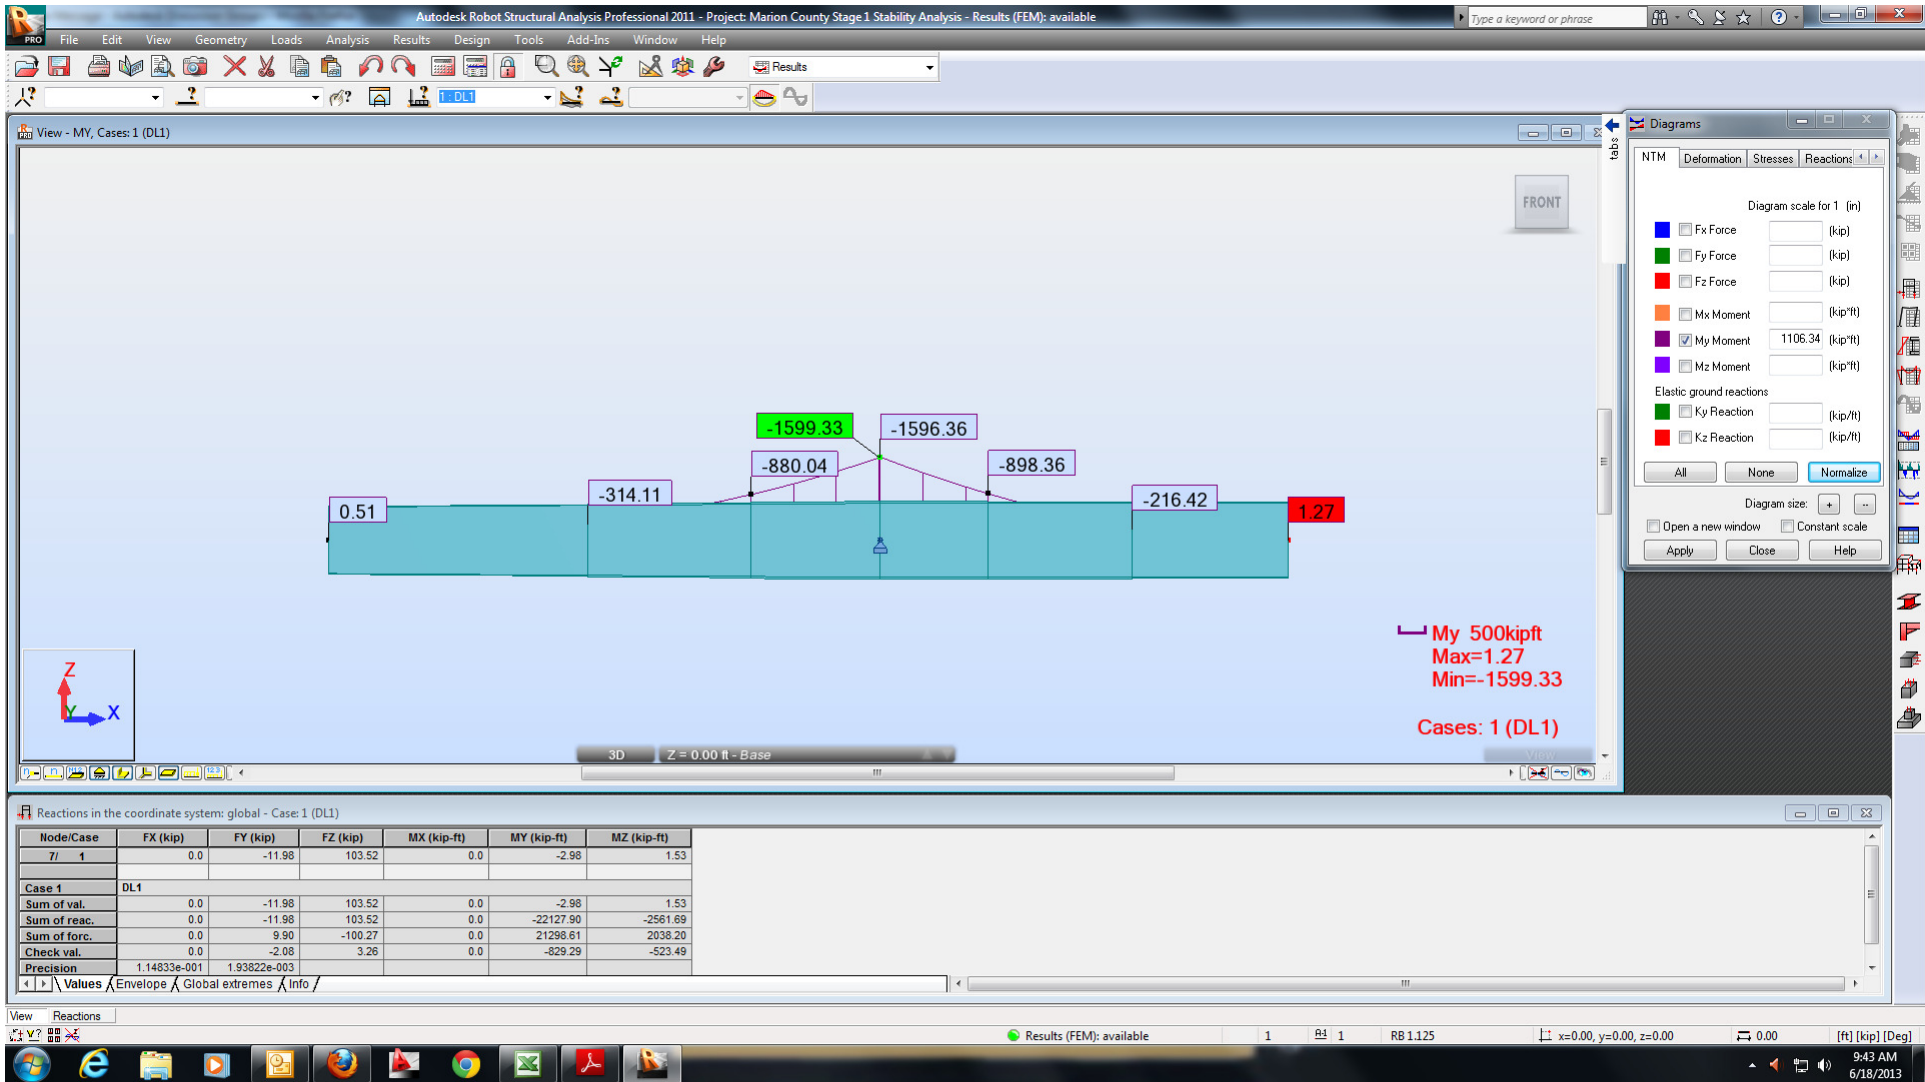 Autodesk Robot Structural Analysis Professional 2011 - Project: Marion County Stage 1 Stability Analysis - Results (FEM): available
Type a keyword or phrase
PRO
File Edit View Geometry Loads Analysis Results Design Tools Add-Ins Window Help
Results
1 : DL1
View - MY, Cases: 1 (DL1)
FRONT
-1599.33
-1596.36
-880.04
-898.36
-314.11
-216.42
0.51
1.27
My 500kipft
Max=1.27
Min=-1599.33
Cases: 1 (DL1)
Z
Y
X
3D
Z = 0.00 ft - Base
View
tabs
Diagrams
NTM Deformation Stresses Reactions
Diagram scale for 1 (in)
Fx Force (kip)
Fy Force (kip)
Fz Force (kip)
Mx Moment (kip*ft)
My Moment 1106.34 (kip*ft)
Mz Moment (kip*ft)
Elastic ground reactions
Ky Reaction (kip/ft)
Kz Reaction (kip/ft)
All None Normalize
Diagram size: + --
Open a new window Constant scale
Apply Close Help
Reactions in the coordinate system: global - Case: 1 (DL1)
Node/Case FX (kip) FY (kip) FZ (kip) MX (kip-ft) MY (kip-ft) MZ (kip-ft)
7/ 1 0.0 -11.98 103.52 0.0 -2.98 1.53
Case 1 DL1
Sum of val. 0.0 -11.98 103.52 0.0 -2.98 1.53
Sum of reac. 0.0 -11.98 103.52 0.0 -22127.90 -2561.69
Sum of forc. 0.0 9.90 -100.27 0.0 21298.61 2038.20
Check val. 0.0 -2.08 3.26 0.0 -829.29 -523.49
Precision 1.14833e-001 1.93822e-003
Values Envelope Global extremes Info
View Reactions
Results (FEM): available 1 1 RB 1.125 x=0.00, y=0.00, z=0.00 0.00 [ft] [kip] [Deg]
9:43 AM
6/18/2013